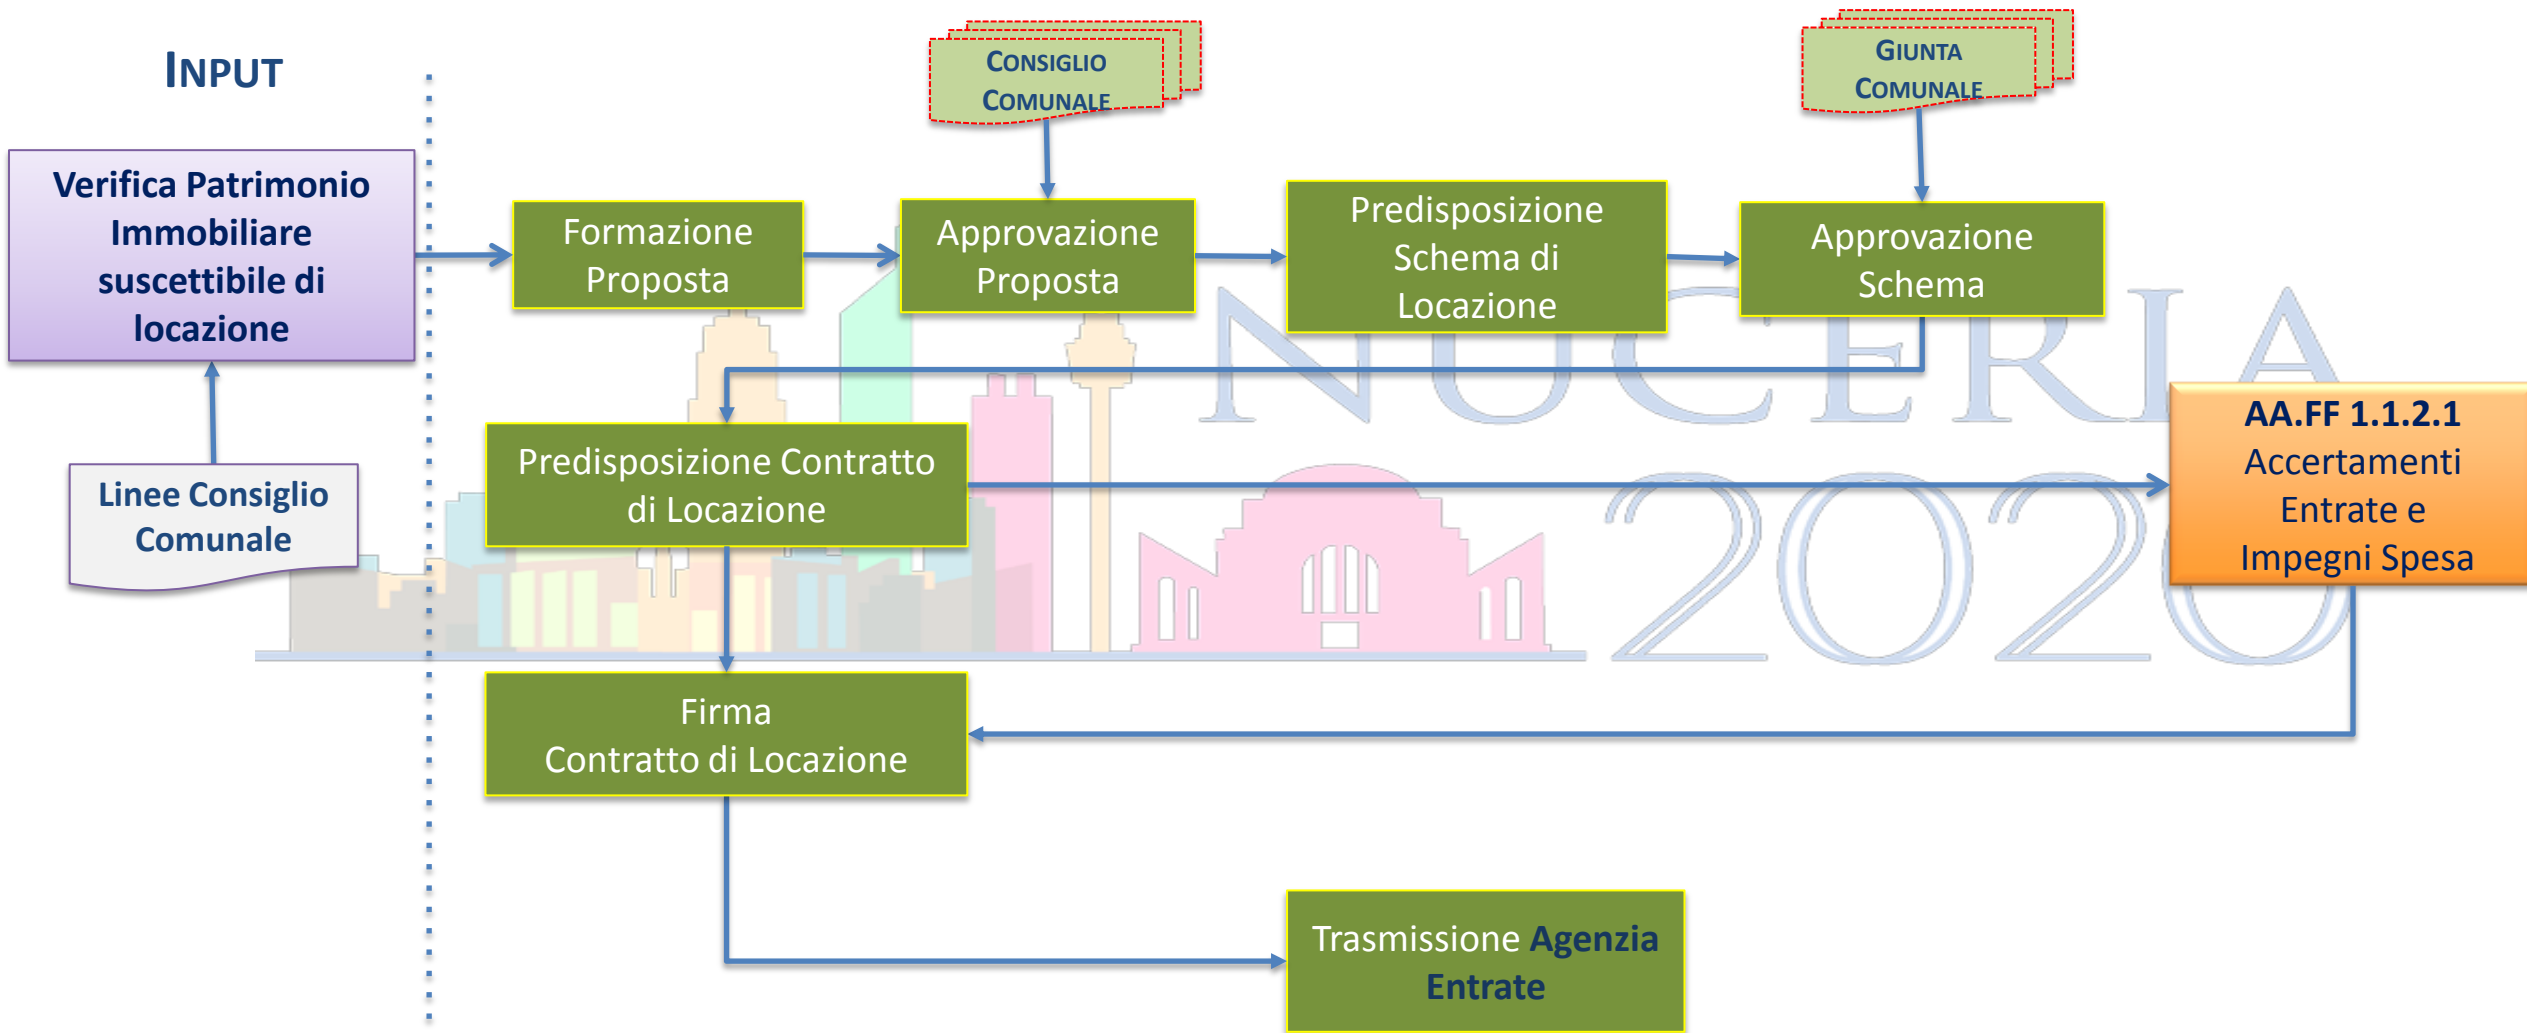 INPUT
CONSIGLIO
COMUNALE
GIUNTA
COMUNALE
Verifica Patrimonio
Immobiliare
suscettibile di
locazione
Formazione
Proposta
Approvazione
Proposta
Predisposizione
Schema di
Locazione
Approvazione
Schema
NUCERIA
2020
Linee Consiglio
Comunale
Predisposizione Contratto
di Locazione
AA.FF 1.1.2.1
Accertamenti
Entrate e
Impegni Spesa
Firma
Contratto di Locazione
Trasmissione Agenzia
Entrate